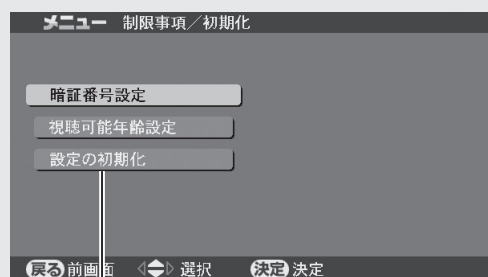 メニュー 制限事項／初期化
暗証番号設定
視聴可能年齢設定
設定の初期化
戻る 前画面 選択 決定 決定